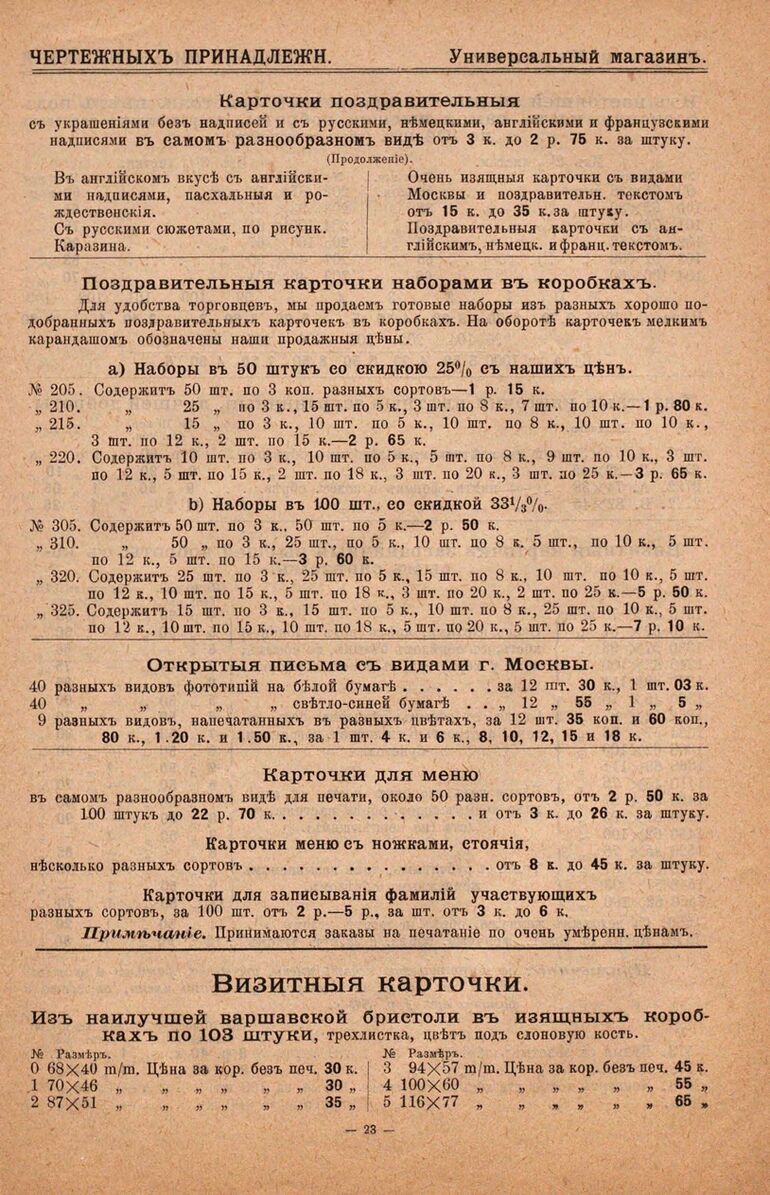 ЧЕРТЕЖНЫХЪ ПРИНАДЛЕЖН. Универсальный магазинъ.
Карточки поздравительныя
съ украшеніями безъ надписей и съ русскими, нѣмецкими, англійскими и французскими
надписями въ самомъ разнообразномъ видѣ отъ 3 к. до 2 р. 75 к. за штуку.
(Продолженіе).
Въ англійскомъ вкусѣ съ англійски-
ми надписями, пасхальныя и ро-
ждественскія.
Съ русскими сюжетами, по рисунк.
Каразина.
Очень изящныя карточки съ видами
Москвы и поздравительн. текстомъ
отъ 15 к. до 35 к. за штуку.
Поздравительныя карточки съ ан-
глійскимъ, нѣмецк. и франц. текстомъ.
Поздравительныя карточки наборами въ коробкахъ.
Для удобства торговцевъ, мы продаемъ готовые наборы изъ разныхъ хорошо по-
добранныхъ поздравительныхъ карточекъ въ коробкахъ. На оборотѣ карточекъ мелкимъ
карандашомъ обозначены наши продажныя цѣны.
а) Наборы въ 50 штукъ со скидкою 25% съ нашихъ цѣнъ.
№ 205. Содержитъ 50 шт. по 3 коп. разныхъ сортовъ—1 р. 15 к.
„ 210. „ 25 „ по 3 к., 15 шт. по 5 к., 3 шт. по 8 к., 7 шт. по 10 к.—1 р. 80 к.
„ 215. „ 15 „ по 3 к., 10 шт. по 5 к., 10 шт. по 8 к., 10 шт. по 10 к.,
3 шт. по 12 к., 2 шт. по 15 к.—2 р. 65 к.
„ 220. Содержитъ 10 шт. по 3 к., 10 шт. по 5 к., 5 шт. по 8 к., 9 шт. по 10 к., 3 шт.
по 12 к., 5 шт. по 15 к., 2 шт. по 18 к., 3 шт. по 20 к., 3 шт. по 25 к.—3 р. 65 к.
b) Наборы въ 100 шт., со скидкой 33⅓%.
№ 305. Содержитъ 50 шт. по 3 к., 50 шт. по 5 к.—2 р. 50 к.
„ 310. „ 50 „ по 3 к., 25 шт., по 5 к., 10 шт. по 8 к. 5 шт., по 10 к., 5 шт.
по 12 к., 5 шт. по 15 к.—3 р. 60 к.
„ 320. Содержитъ 25 шт. по 3 к., 25 шт. по 5 к., 15 шт. по 8 к., 10 шт. по 10 к., 5 шт.
по 12 к., 10 шт. по 15 к., 5 шт. по 18 к., 3 шт. по 20 к., 2 шт. по 25 к.—5 р. 50 к.
„ 325. Содержитъ 15 шт. по 3 к., 15 шт. по 5 к., 10 шт. по 8 к., 25 шт. по 10 к., 5 шт.
по 12 к., 10 шт. по 15 к., 10 шт. по 18 к., 5 шт. по 20 к., 5 шт. по 25 к.—7 р. 10 к.
Открытыя письма съ видами г. Москвы.
40 разныхъ видовъ фототипій на бѣлой бумагѣ . . . . . . за 12 шт. 30 к., 1 шт. 03 к.
40 „ „ „ „ свѣтло-синей бумагѣ . . „ 12 „ 55 „ 1 „ 5 „
9 разныхъ видовъ, напечатанныхъ въ разныхъ цвѣтахъ, за 12 шт. 35 коп. и 60 коп.,
80 к., 1.20 к. и 1.50 к., за 1 шт. 4 к. и 6 к., 8, 10, 12, 15 и 18 к.
Карточки для меню
въ самомъ разнообразномъ видѣ для печати, около 50 разн. сортовъ, отъ 2 р. 50 к. за
100 штукъ до 22 р. 70 к. . . . . . . . . . . . . . и отъ 3 к. до 26 к. за штуку.
Карточки меню съ ножками, стоячія,
нѣсколько разныхъ сортовъ . . . . . . . . . . . . . . . отъ 8 к. до 45 к. за штуку.
Карточки для записыванія фамилій участвующихъ
разныхъ сортовъ, за 100 шт. отъ 2 р.—5 р., за шт. отъ 3 к. до 6 к.
Примѣчаніе. Принимаются заказы на печатаніе по очень умѣренн. цѣнамъ.
Визитныя карточки.
Изъ наилучшей варшавской бристоли въ изящныхъ короб-
кахъ по 103 штуки, трехлистка, цвѣтъ подъ слоновую кость.
№ Размѣръ.
0 68×40 m/m. Цѣна за кор. безъ печ. 30 к.
1 70×46 „ „ „ „ „ „ 30 „
2 87×51 „ „ „ „ „ „ 35 „
№ Размѣръ.
3 94×57 m/m. Цѣна за кор. безъ печ. 45 к.
4 100×60 „ „ „ „ „ „ 55 „
5 116×77 „ „ „ „ „ „ 65 „
— 23 —